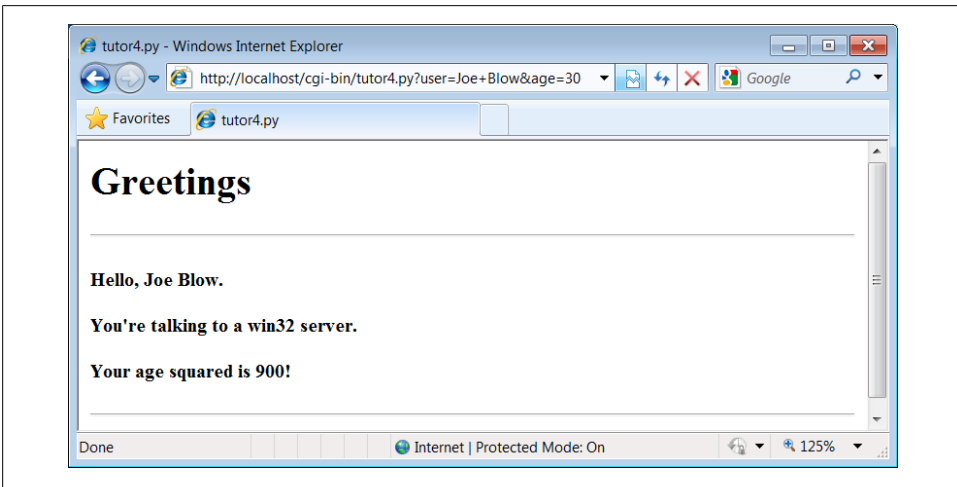 tutor4.py - Windows Internet Explorer
http://localhost/cgi-bin/tutor4.py?user=Joe+Blow&age=30
Google
Favorites
tutor4.py
Greetings
Hello, Joe Blow.
You're talking to a win32 server.
Your age squared is 900!
Done
Internet | Protected Mode: On
125%